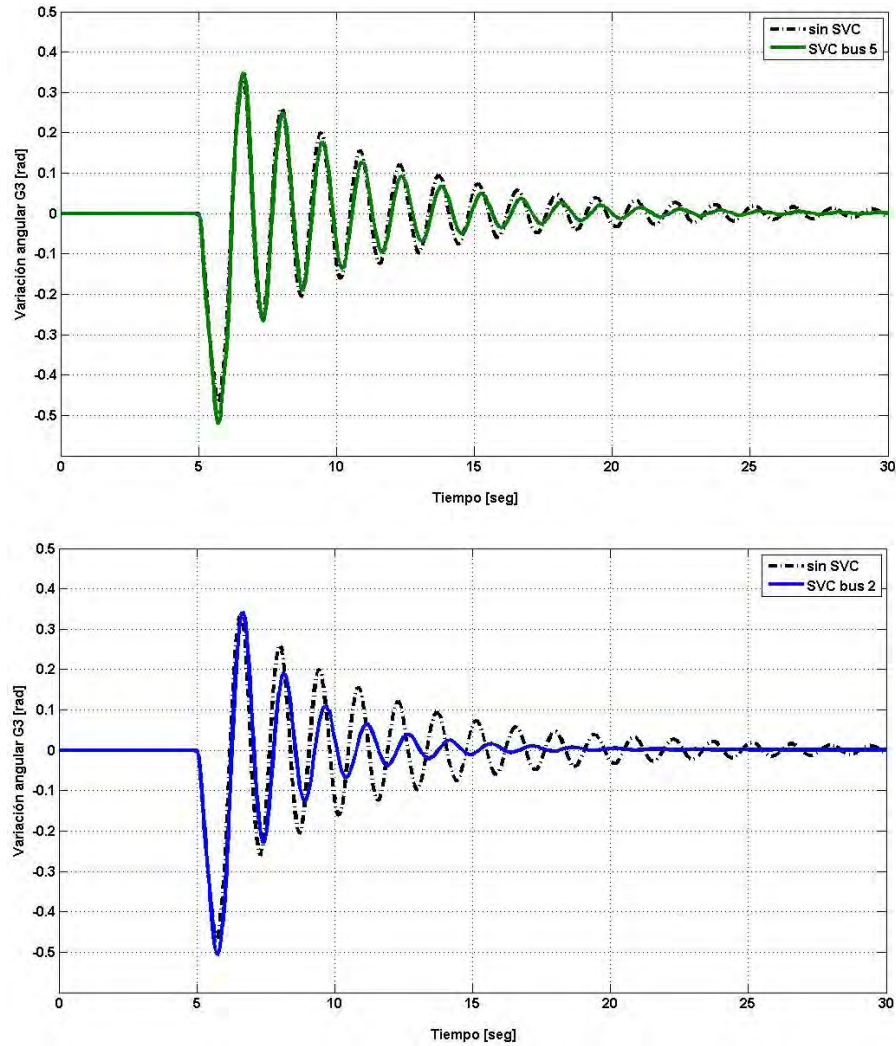 0.5
0.4
0.3
0.2
0.1
0
-0.1
-0.2
-0.3
-0.4
-0.5
Variación angular G3 [rad]
sin SVC
SVC bus 5
0 5 10 15 20 25 30
Tiempo [seg]
0.5
0.4
0.3
0.2
0.1
0
-0.1
-0.2
-0.3
-0.4
-0.5
Variación angular G3 [rad]
sin SVC
SVC bus 2
0 5 10 15 20 25 30
Tiempo [seg]